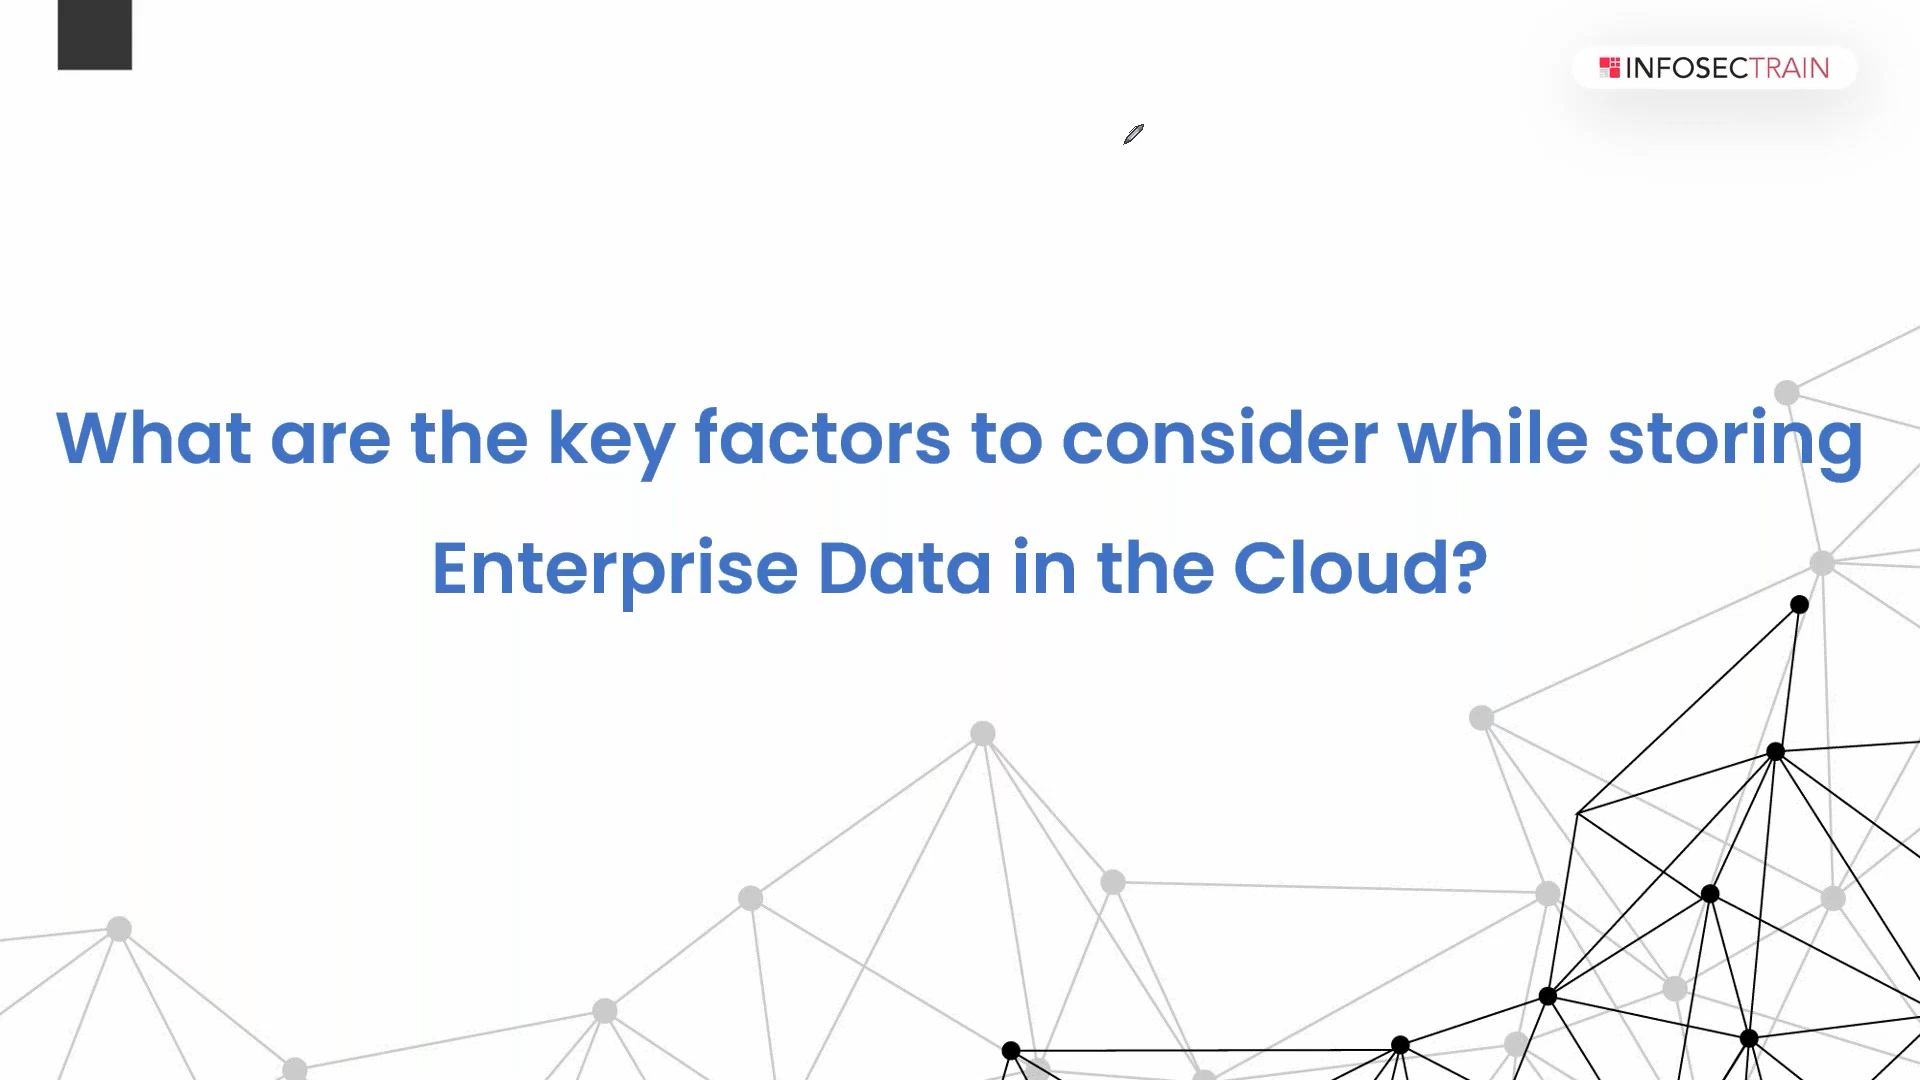 INFOSECTRAIN
What are the key factors to consider while storing
Enterprise Data in the Cloud?